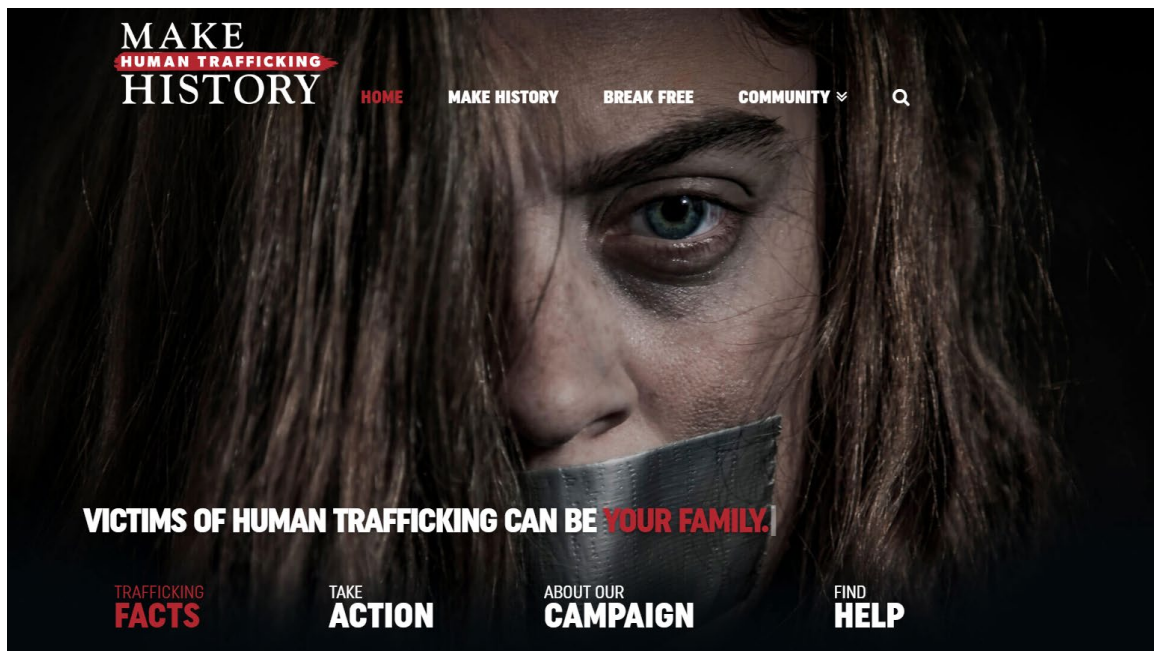 MAKE
HUMAN TRAFFICKING
HISTORY
HOME MAKE HISTORY BREAK FREE COMMUNITY
VICTIMS OF HUMAN TRAFFICKING CAN BE YOUR FAMILY.
TRAFFICKING
FACTS
TAKE
ACTION
ABOUT OUR
CAMPAIGN
FIND
HELP